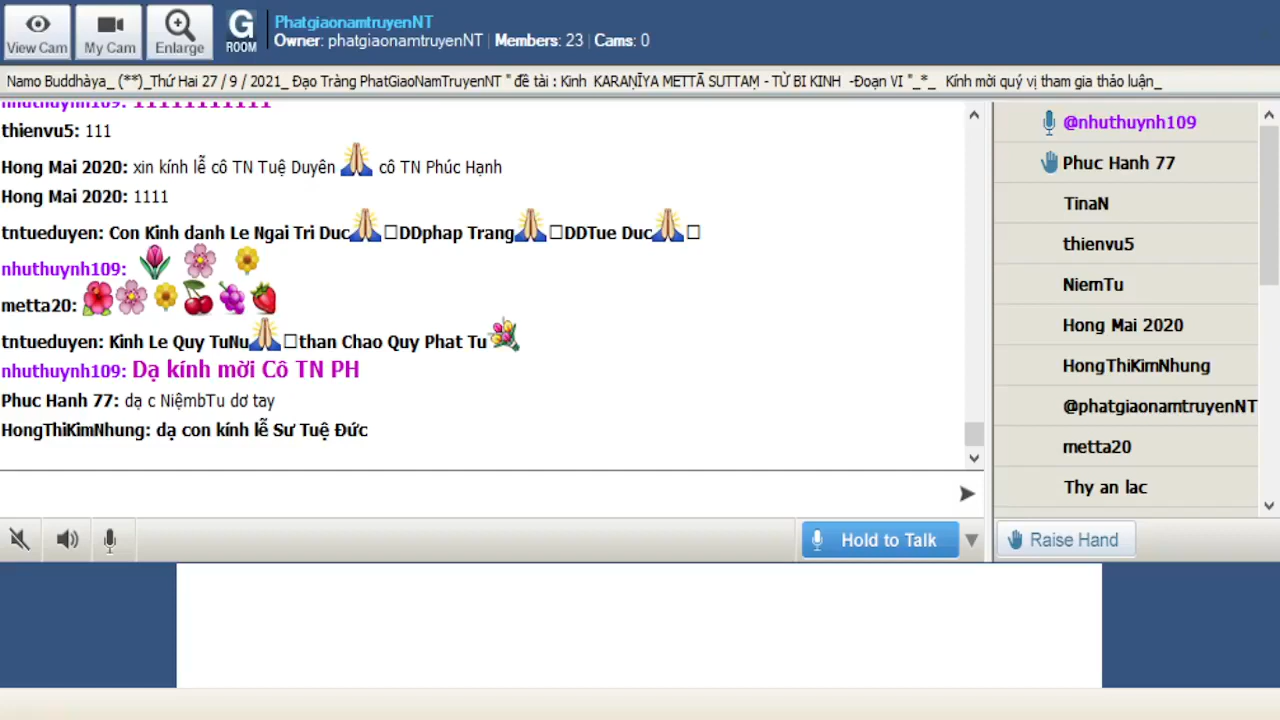 View Cam
My Cam
Enlarge
G
ROOM
PhatgiaonamtruyenNT
Owner: phatgiaonamtruyenNT | Members: 23 | Cams: 0
Namo Buddhàya_ (**)_Thứ Hai 27 / 9 / 2021_ Đạo Tràng PhatGiaoNamTruyenNT " đề tài : Kinh KARAṆĪYA METTĀ SUTTAṂ - TỪ BI KINH -Đoạn VI "_*_ Kính mời quý vị tham gia thảo luận_
nhuthuynh109: 11111111111
thienvu5: 111
Hong Mai 2020: xin kính lễ cô TN Tuệ Duyên 🙏 cô TN Phúc Hạnh
Hong Mai 2020: 1111
tntueduyen: Con Kinh danh Le Ngai Tri Duc🙏DDphap Trang🙏DDTue Duc🙏
nhuthuynh109: 🌷 🌸 🌼
metta20: 🌺🌸🌼🍒🍇🍓
tntueduyen: Kinh Le Quy TuNu🙏than Chao Quy Phat Tu💐
nhuthuynh109: Dạ kính mời Cô TN PH
Phuc Hanh 77: dạ c NiệmbTu dơ tay
HongThiKimNhung: dạ con kính lễ Sư Tuệ Đức
@nhuthuynh109
Phuc Hanh 77
TinaN
thienvu5
NiemTu
Hong Mai 2020
HongThiKimNhung
@phatgiaonamtruyenNT
metta20
Thy an lac
Hold to Talk
Raise Hand